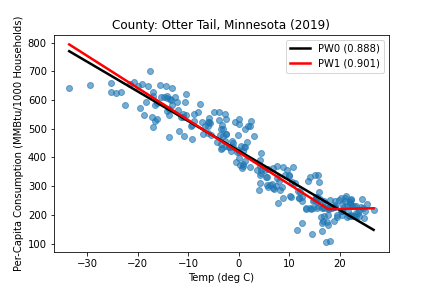 County: Otter Tail, Minnesota (2019)
PW0 (0.888)
PW1 (0.901)
Per-Capita Consumption (MMBtu/1000 Households)
800
700
600
500
400
300
200
100
−30 −20 −10 0 10 20
Temp (deg C)